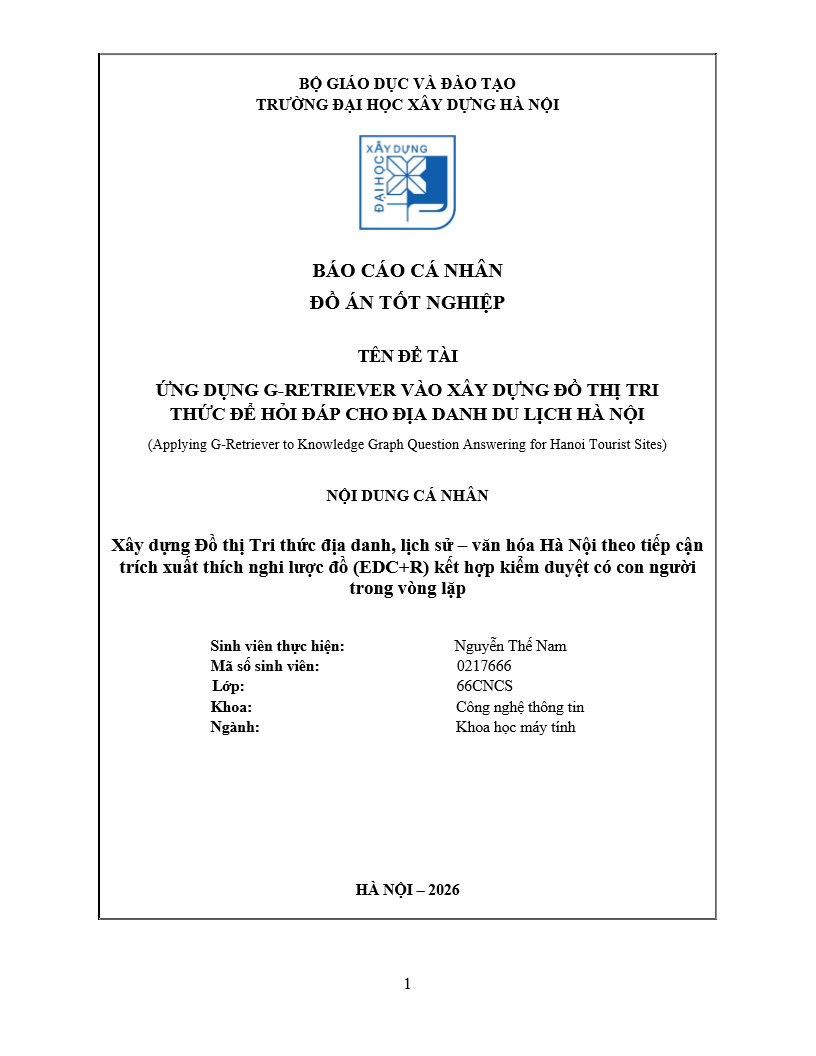 BỘ GIÁO DỤC VÀ ĐÀO TẠO
TRƯỜNG ĐẠI HỌC XÂY DỰNG HÀ NỘI
XÂY DỰNG
ĐẠI HỌC
BÁO CÁO CÁ NHÂN
ĐỒ ÁN TỐT NGHIỆP
TÊN ĐỀ TÀI
ỨNG DỤNG G-RETRIEVER VÀO XÂY DỰNG ĐỒ THỊ TRI
THỨC ĐỂ HỎI ĐÁP CHO ĐỊA DANH DU LỊCH HÀ NỘI
(Applying G-Retriever to Knowledge Graph Question Answering for Hanoi Tourist Sites)
NỘI DUNG CÁ NHÂN
Xây dựng Đồ thị Tri thức địa danh, lịch sử – văn hóa Hà Nội theo tiếp cận
trích xuất thích nghi lược đồ (EDC+R) kết hợp kiểm duyệt có con người
trong vòng lặp
Sinh viên thực hiện: Nguyễn Thế Nam
Mã số sinh viên: 0217666
Lớp: 66CNCS
Khoa: Công nghệ thông tin
Ngành: Khoa học máy tính
HÀ NỘI – 2026
1